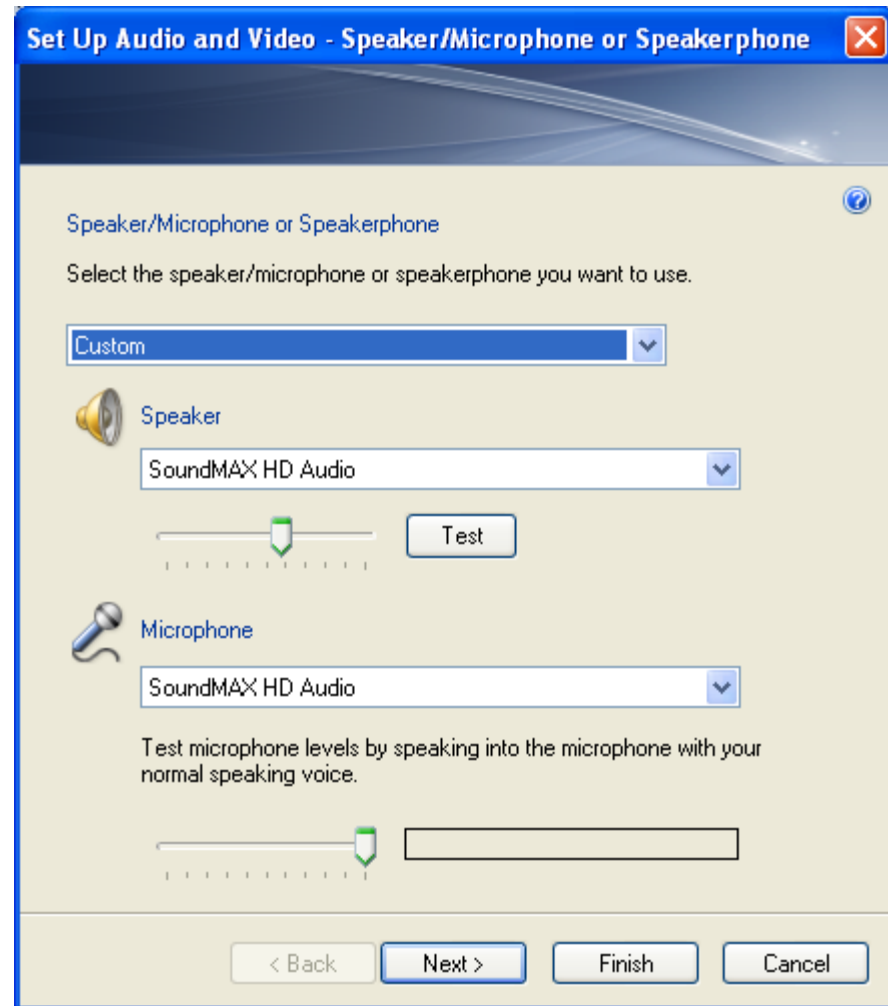 Set Up Audio and Video - Speaker/Microphone or Speakerphone
Speaker/Microphone or Speakerphone
Select the speaker/microphone or speakerphone you want to use.
Custom
Speaker
SoundMAX HD Audio
Test
Microphone
SoundMAX HD Audio
Test microphone levels by speaking into the microphone with your
normal speaking voice.
< Back Next > Finish Cancel